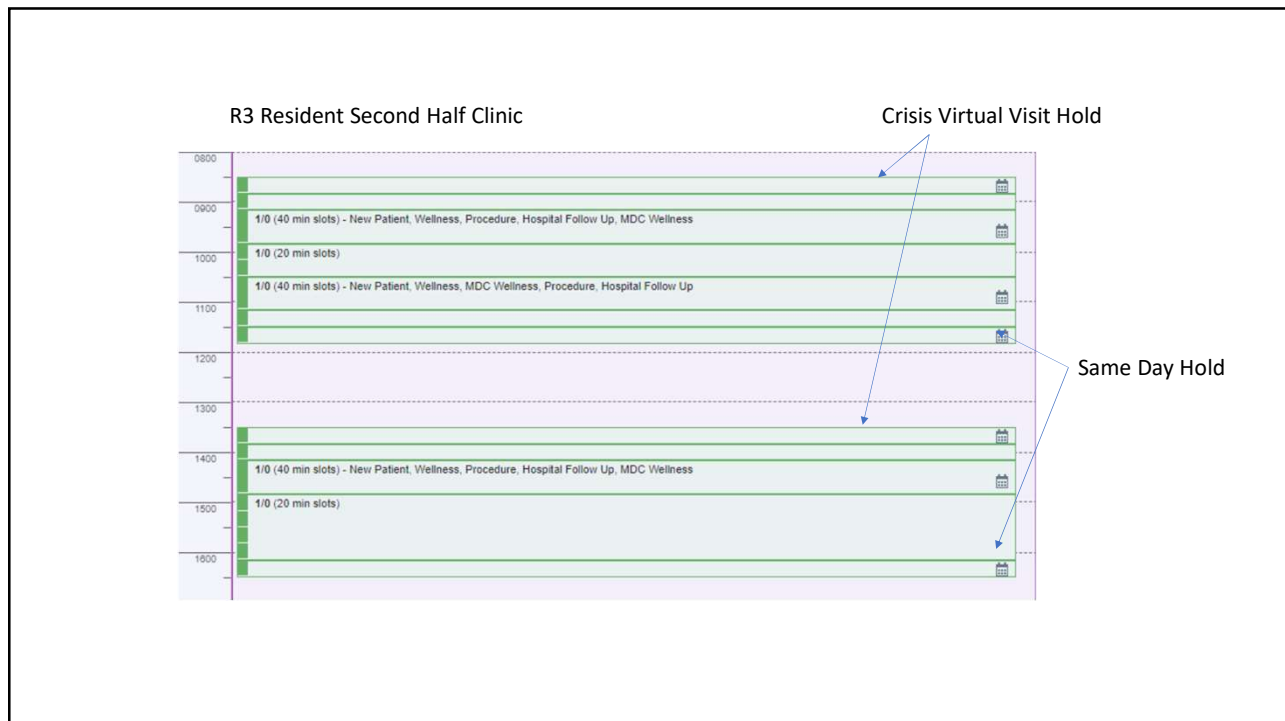 R3 Resident Second Half Clinic
Crisis Virtual Visit Hold
0800
0900
1/0 (40 min slots) - New Patient, Wellness, Procedure, Hospital Follow Up, MDC Wellness
1000
1/0 (20 min slots)
1/0 (40 min slots) - New Patient, Wellness, MDC Wellness, Procedure, Hospital Follow Up
1100
1200
Same Day Hold
1300
1400
1/0 (40 min slots) - New Patient, Wellness, Procedure, Hospital Follow Up, MDC Wellness
1500
1/0 (20 min slots)
1600